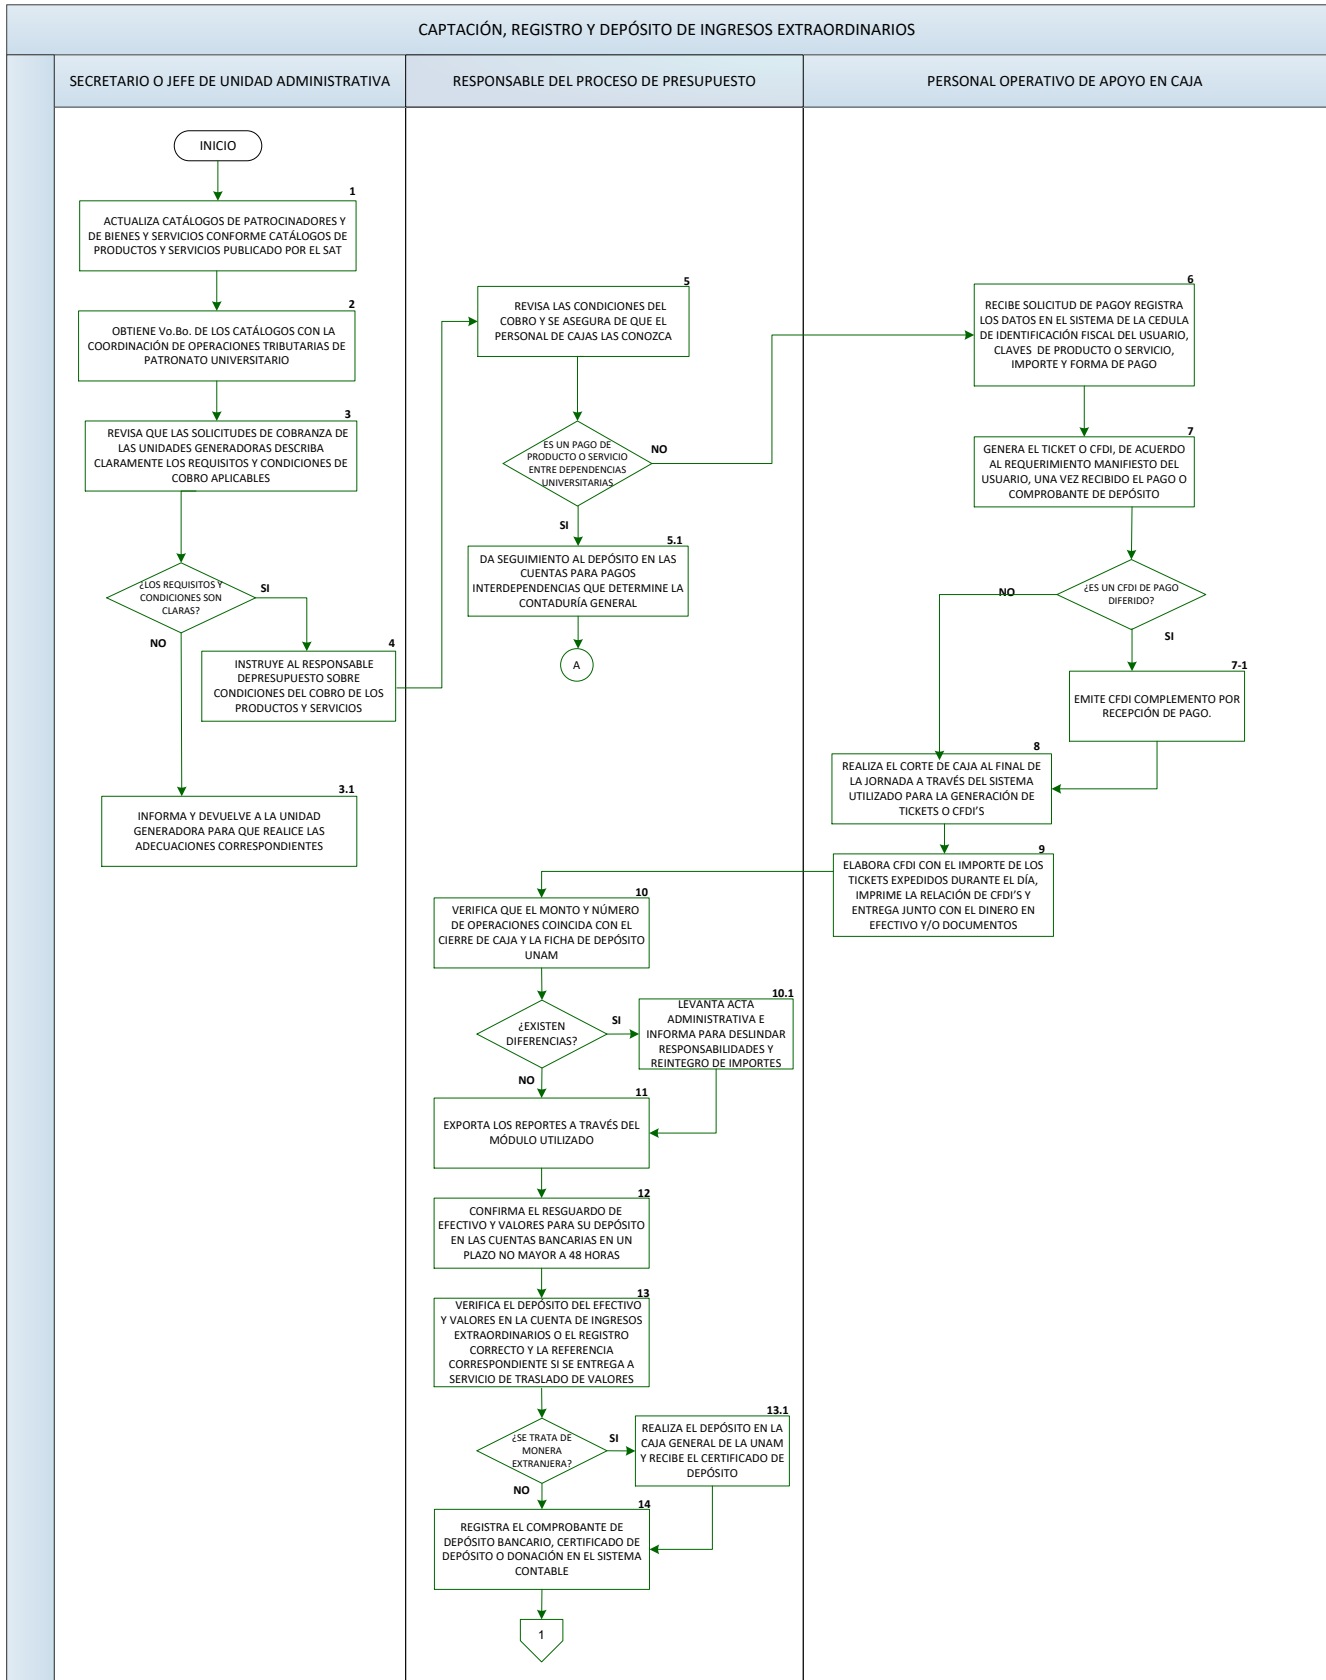 CAPTACIÓN, REGISTRO Y DEPÓSITO DE INGRESOS EXTRAORDINARIOS
SECRETARIO O JEFE DE UNIDAD ADMINISTRATIVA
RESPONSABLE DEL PROCESO DE PRESUPUESTO
PERSONAL OPERATIVO DE APOYO EN CAJA
INICIO
1
ACTUALIZA CATÁLOGOS DE PATROCINADORES Y
DE BIENES Y SERVICIOS CONFORME CATÁLOGOS DE
PRODUCTOS Y SERVICIOS PUBLICADO POR EL SAT
2
OBTIENE Vo.Bo. DE LOS CATÁLOGOS CON LA
COORDINACIÓN DE OPERACIONES TRIBUTARIAS DE
PATRONATO UNIVERSITARIO
3
REVISA QUE LAS SOLICITUDES DE COBRANZA DE
LAS UNIDADES GENERADORAS DESCRIBA
CLARAMENTE LOS REQUISITOS Y CONDICIONES DE
COBRO APLICABLES
¿LOS REQUISITOS Y
CONDICIONES SON
CLARAS?
SI
NO
4
INSTRUYE AL RESPONSABLE
DEPRESUPUESTO SOBRE
CONDICIONES DEL COBRO DE LOS
PRODUCTOS Y SERVICIOS
3.1
INFORMA Y DEVUELVE A LA UNIDAD
GENERADORA PARA QUE REALICE LAS
ADECUACIONES CORRESPONDIENTES
5
REVISA LAS CONDICIONES DEL
COBRO Y SE ASEGURA DE QUE EL
PERSONAL DE CAJAS LAS CONOZCA
ES UN PAGO DE
PRODUCTO O SERVICIO
ENTRE DEPENDENCIAS
UNIVERSITARIAS.
NO
SI
5.1
DA SEGUIMIENTO AL DEPÓSITO EN LAS
CUENTAS PARA PAGOS
INTERDEPENDENCIAS QUE DETERMINE LA
CONTADURÍA GENERAL
A
6
RECIBE SOLICITUD DE PAGOY REGISTRA
LOS DATOS EN EL SISTEMA DE LA CEDULA
DE IDENTIFICACIÓN FISCAL DEL USUARIO,
CLAVES DE PRODUCTO O SERVICIO,
IMPORTE Y FORMA DE PAGO
7
GENERA EL TICKET O CFDI, DE ACUERDO
AL REQUERIMIENTO MANIFIESTO DEL
USUARIO, UNA VEZ RECIBIDO EL PAGO O
COMPROBANTE DE DEPÓSITO
¿ES UN CFDI DE PAGO
DIFERIDO?
NO
SI
7-1
EMITE CFDI COMPLEMENTO POR
RECEPCIÓN DE PAGO.
8
REALIZA EL CORTE DE CAJA AL FINAL DE
LA JORNADA A TRAVÉS DEL SISTEMA
UTILIZADO PARA LA GENERACIÓN DE
TICKETS O CFDI'S
9
ELABORA CFDI CON EL IMPORTE DE LOS
TICKETS EXPEDIDOS DURANTE EL DÍA,
IMPRIME LA RELACIÓN DE CFDI'S Y
ENTREGA JUNTO CON EL DINERO EN
EFECTIVO Y/O DOCUMENTOS
10
VERIFICA QUE EL MONTO Y NÚMERO
DE OPERACIONES COINCIDA CON EL
CIERRE DE CAJA Y LA FICHA DE DEPÓSITO
UNAM
¿EXISTEN
DIFERENCIAS?
SI
NO
10.1
LEVANTA ACTA
ADMINISTRATIVA E
INFORMA PARA DESLINDAR
RESPONSABILIDADES Y
REINTEGRO DE IMPORTES
11
EXPORTA LOS REPORTES A TRAVÉS DEL
MÓDULO UTILIZADO
12
CONFIRMA EL RESGUARDO DE
EFECTIVO Y VALORES PARA SU DEPÓSITO
EN LAS CUENTAS BANCARIAS EN UN
PLAZO NO MAYOR A 48 HORAS
13
VERIFICA EL DEPÓSITO DEL EFECTIVO
Y VALORES EN LA CUENTA DE INGRESOS
EXTRAORDINARIOS O EL REGISTRO
CORRECTO Y LA REFERENCIA
CORRESPONDIENTE SI SE ENTREGA A
SERVICIO DE TRASLADO DE VALORES
¿SE TRATA DE
MONERA
EXTRANJERA?
SI
NO
13.1
REALIZA EL DEPÓSITO EN LA
CAJA GENERAL DE LA UNAM
Y RECIBE EL CERTIFICADO DE
DEPÓSITO
14
REGISTRA EL COMPROBANTE DE
DEPÓSITO BANCARIO, CERTIFICADO DE
DEPÓSITO O DONACIÓN EN EL SISTEMA
CONTABLE
1